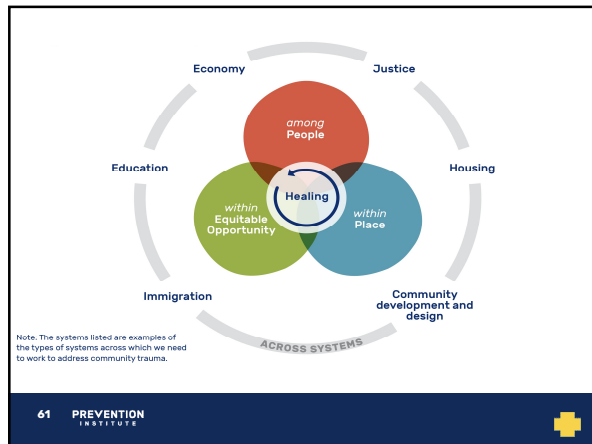 Economy
Justice
among
People
Education
Housing
Healing
within
Equitable
Opportunity
within
Place
Immigration
Community
development and
design
ACROSS SYSTEMS
Note: The systems listed are examples of
the types of systems across which we need
to work to address community trauma.
61
PREVENTION
INSTITUTE